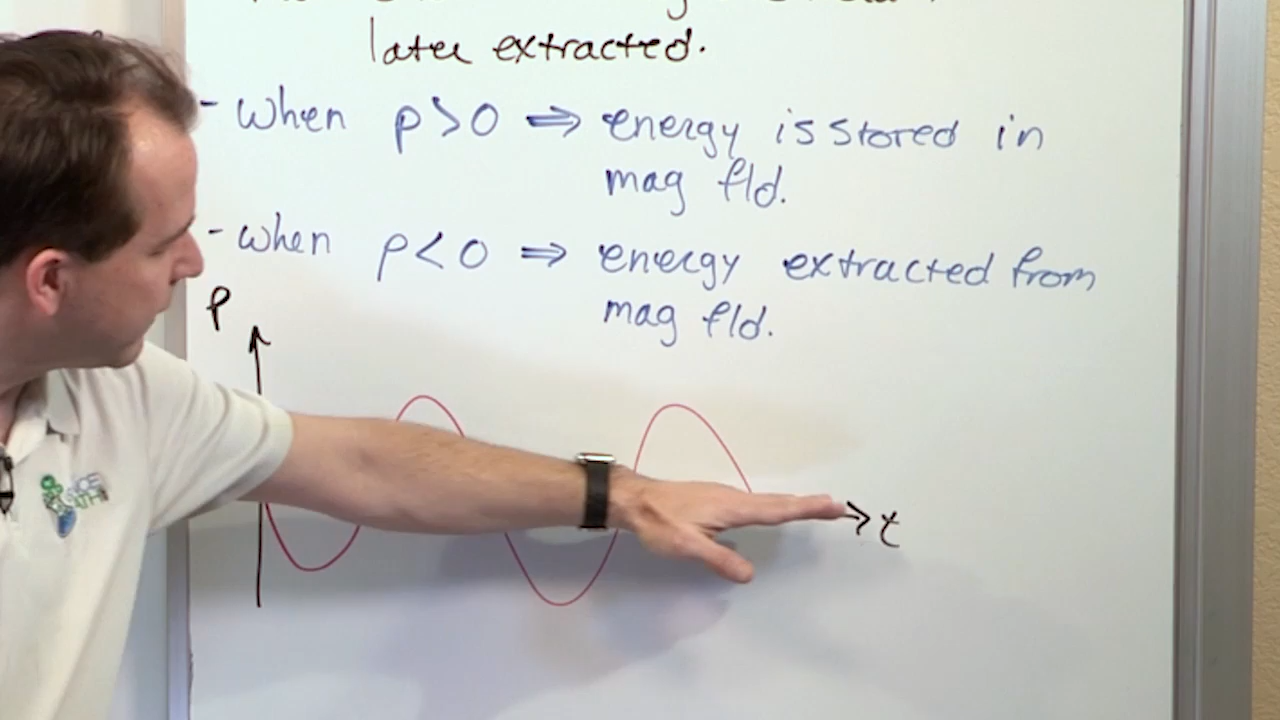 later extracted.
- When p > 0 ⇒ energy is stored in
mag fld.
- when p < 0 ⇒ energy extracted from
mag fld.
P
t